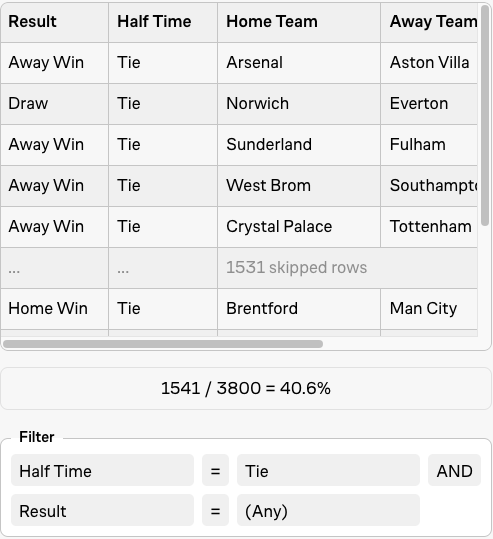 Result Half Time Home Team Away Team
Away Win Tie Arsenal Aston Villa
Draw Tie Norwich Everton
Away Win Tie Sunderland Fulham
Away Win Tie West Brom Southampt
Away Win Tie Crystal Palace Tottenham
... ... 1531 skipped rows
Home Win Tie Brentford Man City
1541 / 3800 = 40.6%
Filter
Half Time = Tie AND
Result = (Any)